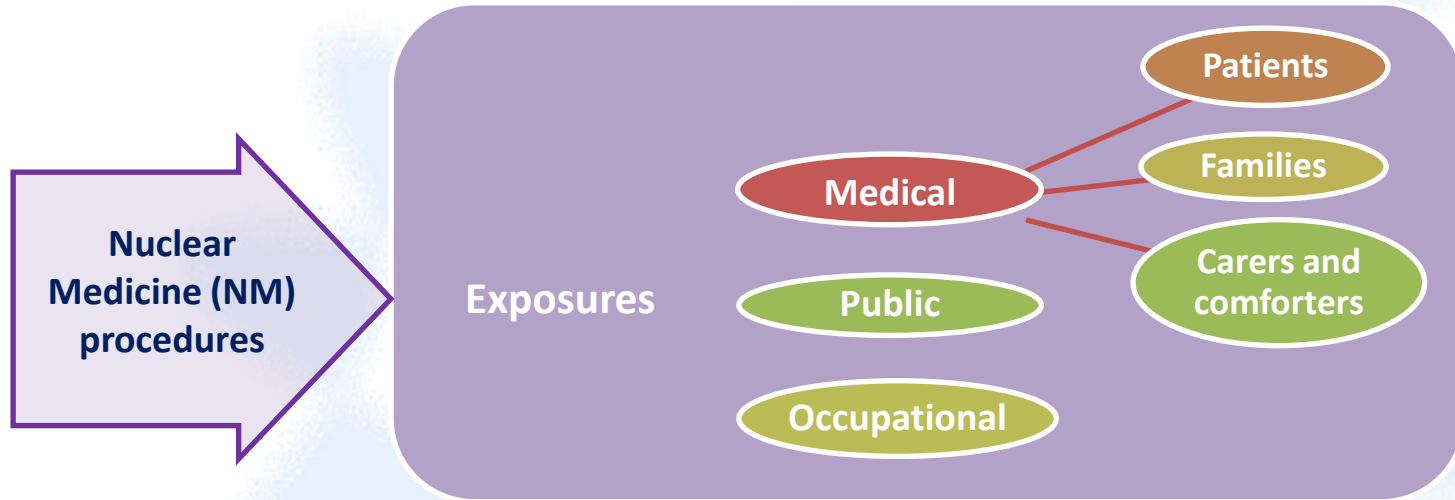 Nuclear
Medicine (NM)
procedures
Exposures
Medical
Public
Occupational
Patients
Families
Carers and
comforters